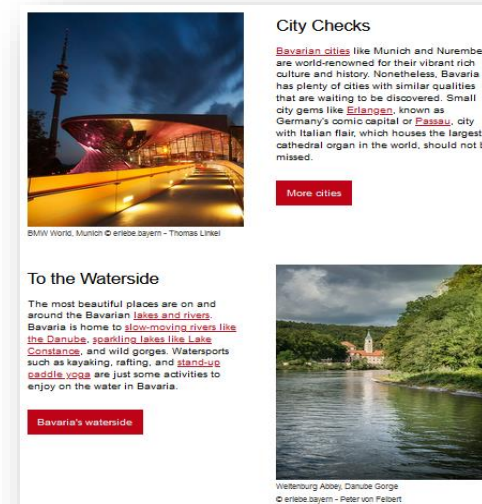 City Checks
Bavarian cities like Munich and Nurembe
are world-renowned for their vibrant rich
culture and history. Nonetheless, Bavaria
has plenty of cities with similar qualities
that are waiting to be discovered. Small
city gems like Erlangen, known as
Germany's comic capital or Passau, city
with Italian flair, which houses the largest
cathedral organ in the world, should not b
missed.
More cities
BMW World, Munich © erlebe.bayern - Thomas Linkel
To the Waterside
The most beautiful places are on and
around the Bavarian lakes and rivers.
Bavaria is home to slow-moving rivers like
the Danube, sparkling lakes like Lake
Constance, and wild gorges. Watersports
such as kayaking, rafting, and stand-up
paddle yoga are just some activities to
enjoy on the water in Bavaria.
Bavaria's waterside
Weltenburg Abbey, Danube Gorge
© erlebe.bayern - Peter von Felbert